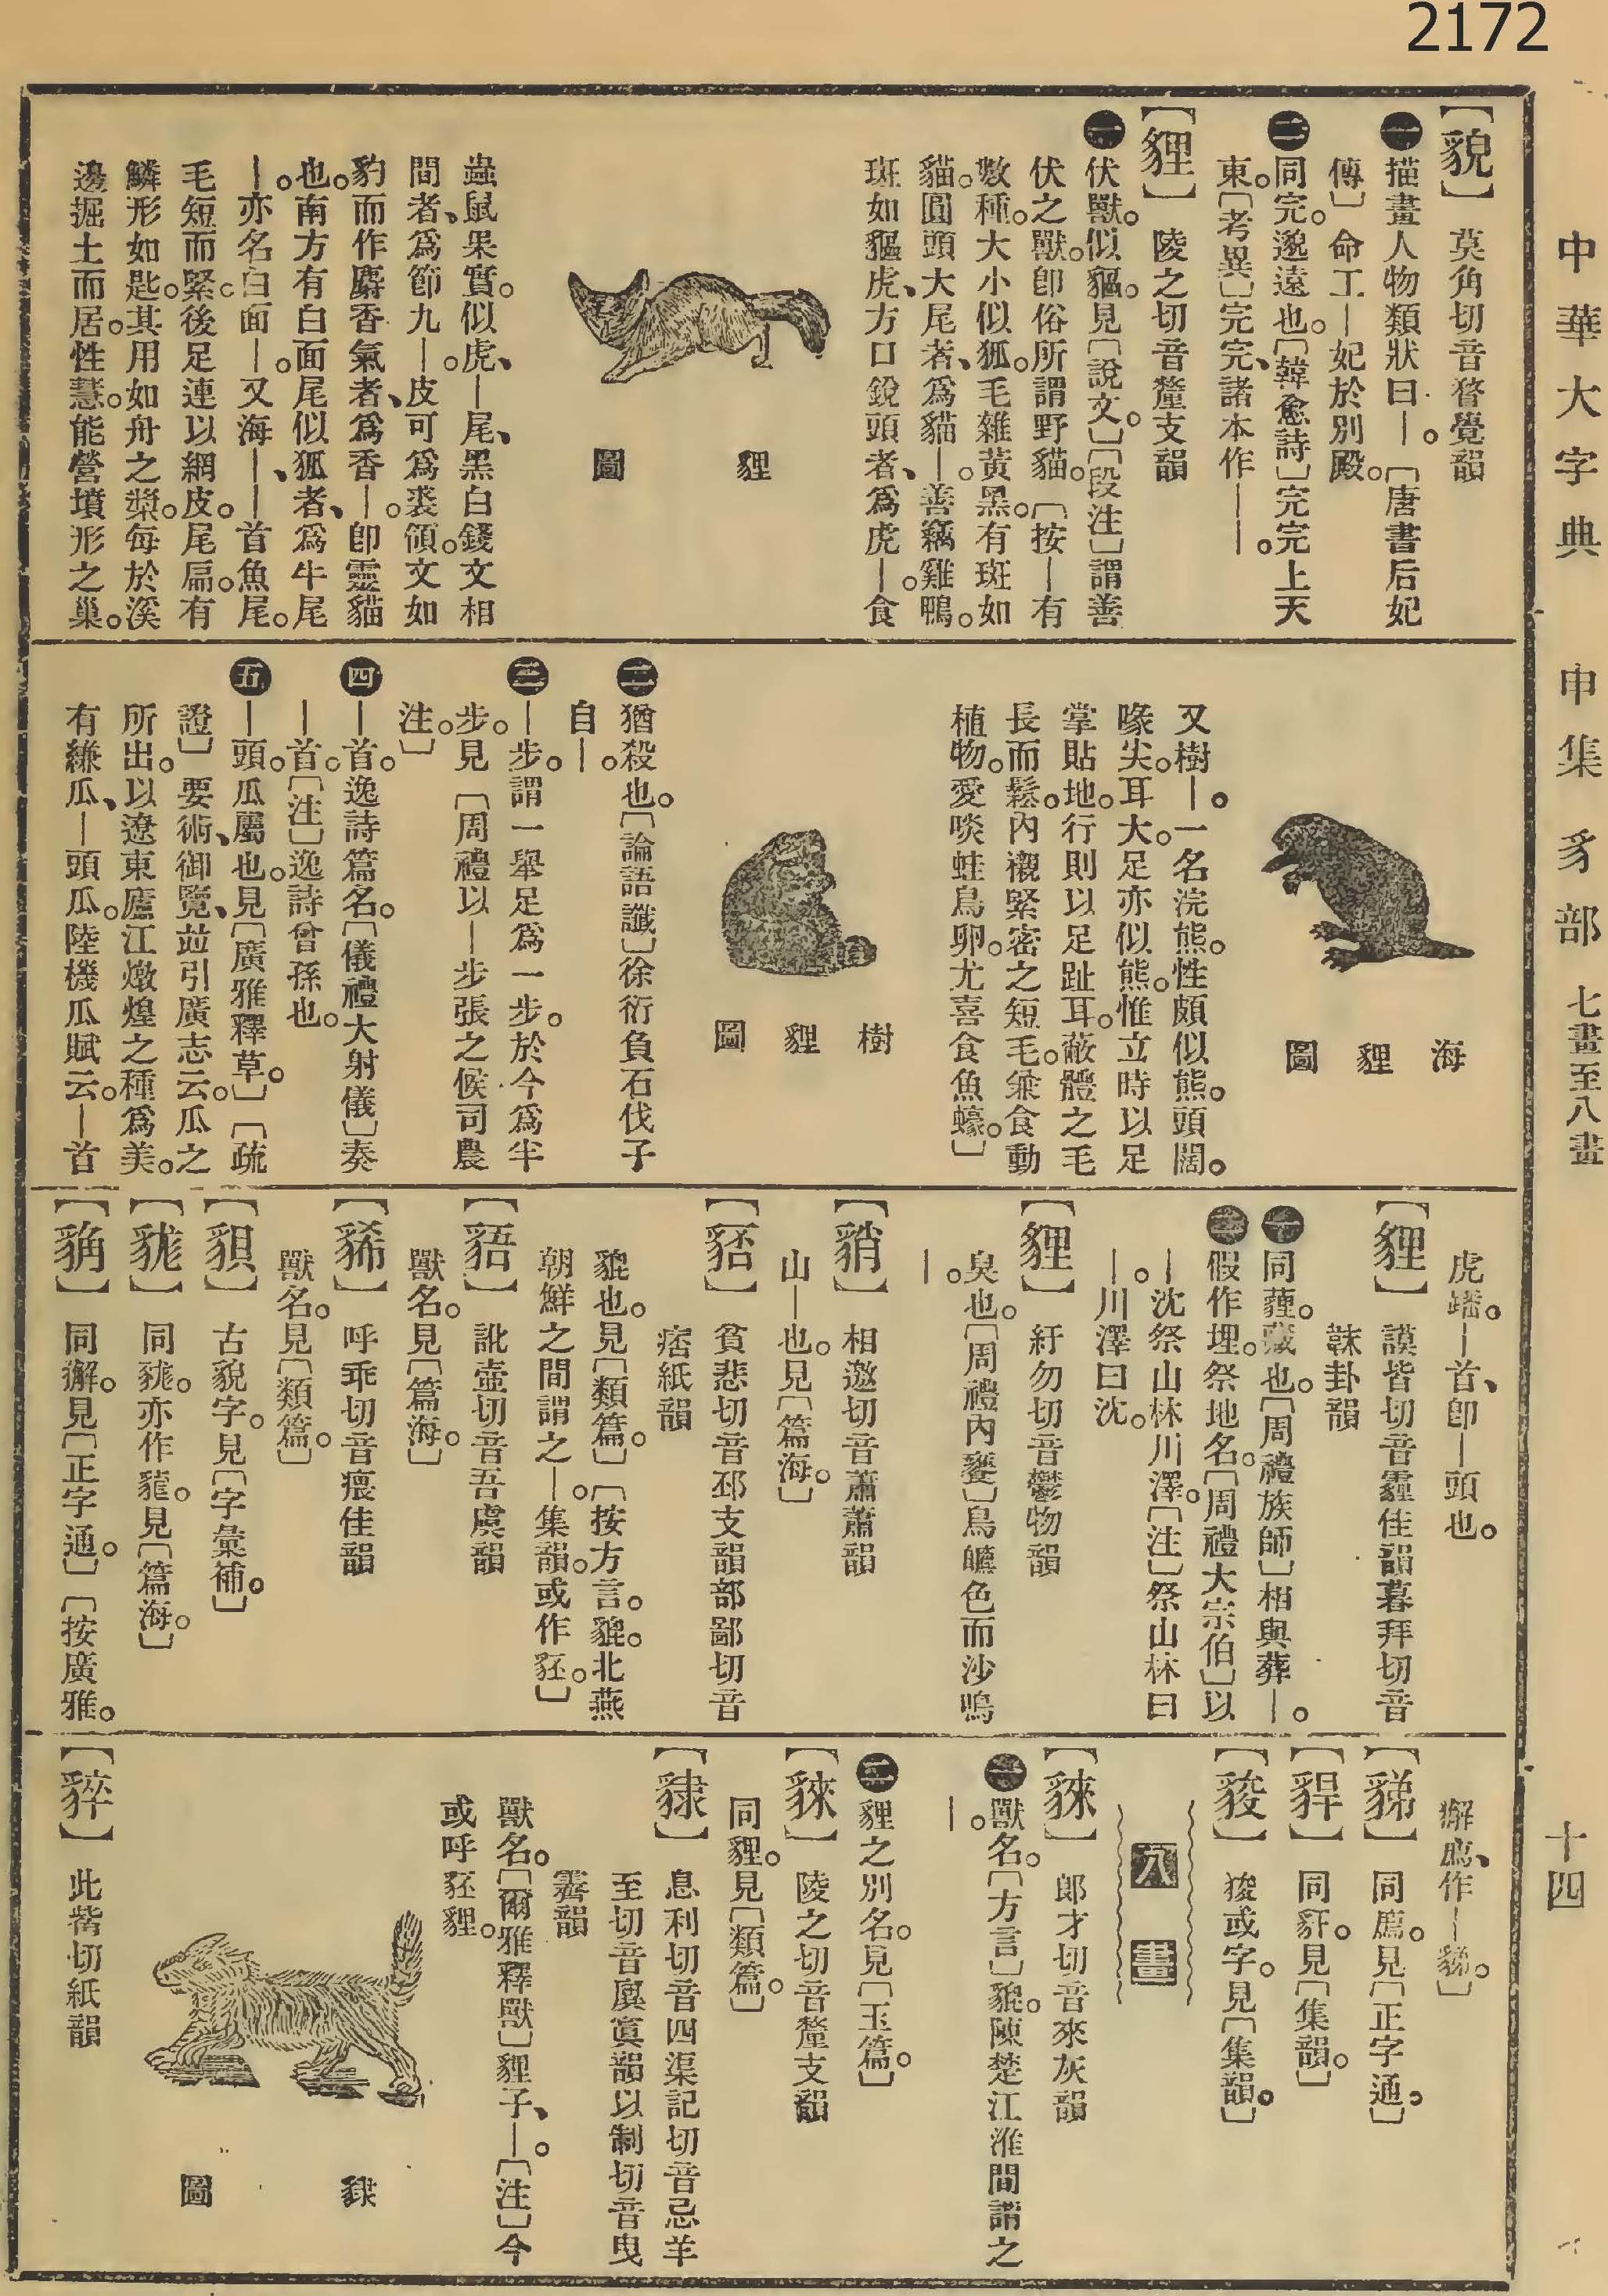 2172
中華大字典　申集　豸部　七畫至八畫　十四
【貌】　莫角切音瞀覺韻
㊀描畫人物類狀曰｜。〔唐書后妃
傳〕命工｜妃於別殿。
㊁同完。邈遠也。〔韓愈詩〕完完上天
東。〔考異〕完完、諸本作｜｜。
【貍】　陵之切音釐支韻
㊀伏獸。似貙。見〔說文。〕〔段注〕謂善
伏之獸。卽俗所謂野貓。〔按｜有
數種。大小似狐。毛雜黃黑。有斑如
貓。圓頭大尾者、爲貓｜。善竊雞鴨。
斑如貙虎、方口銳頭者、爲虎｜。食
貍圖
蟲鼠果實。似虎、｜尾、黑白錢文相
間者、爲節九｜。皮可爲裘領。文如
豹而作麝香氣者、爲香｜。卽靈貓
也。南方有白面尾似狐者、爲牛尾
｜。亦名白面｜。又海｜、｜首魚尾。
毛短而緊。後足連以網皮。尾扁。有
鱗形如匙。其用如舟之槳。每於溪
邊掘土而居。性慧。能營墳形之巢。
海貍圖
又樹｜。一名浣熊。性頗似熊。頭闊。
喙尖。耳大。足亦似熊。惟立時以足
掌貼地。行則以足趾耳。蔽體之毛
長而鬆。內襯緊密之短毛。兼食動
植物。愛啖蛙鳥卵。尤喜食魚蠔。〕
樹貍圖
㊁猶殺也。〔論語讖〕徐衍負石伐子
自｜。
㊂｜步。謂一舉足爲一步。於今爲半
步。見〔周禮以｜步張之侯司農
注。〕
㊃｜首。逸詩篇名。〔儀禮大射儀〕奏
｜首。〔注〕逸詩曾孫也。
㊄｜頭。瓜屬也。見〔廣雅釋草。〕〔疏
證〕要術、御覽、並引廣志云。瓜之
所出。以遼東廬江燉煌之種爲美。
有縑瓜、｜頭瓜。陸機瓜賦云。｜首
虎蹯。｜首、卽｜頭也。
【貍】　謨皆切音霾佳韻暮拜切音
韎卦韻
㊀同薶。藏也。〔周禮族師〕相與葬｜。
㊁假作埋。祭地名。〔周禮大宗伯〕以
｜沈祭山林川澤。〔注〕祭山林曰
｜。川澤曰沈。
【貍】　紆勿切音鬱物韻
臭也。〔周禮內饔〕鳥皫色而沙鳴
｜。
【䝓】　相邀切音蕭蕭韻
山｜也。見〔篇海。〕
【䝙】　貧悲切音邳支韻部鄙切音
痞紙韻
貔也。見〔類篇。〕〔按方言。貔。北燕
朝鮮之間謂之｜。集韻。或作豾。〕
　訛壺切音吾虞韻
獸名。見〔篇海。〕
【豨】　呼乖切音㾯佳韻
獸名。見〔類篇。〕
　古貌字。見〔字彙補。〕
　見〔篇海。〕
　同獬。見〔正字通。〕〔按廣雅。
獬廌、作｜豸。〕
　同廌。見〔正字通。〕
【䝘】　同豻。見〔集韻。〕
　狻或字。見〔集韻。〕
八畫
【䝜】　郞才切音來灰韻
㊀獸名。〔方言〕貔。陳楚江淮間謂之
｜。
㊁貍之別名。見〔玉篇。〕
【䝜】　陵之切音釐支韻
同貍。見〔類篇。〕
【貄】　息利切音四渠記切音忌羊
至切音廙寘韻以制切音曳
霽韻
獸名。〔爾雅釋獸〕貍子、｜。〔注〕今
或呼豾貍。
貄圖
　此觜切紙韻